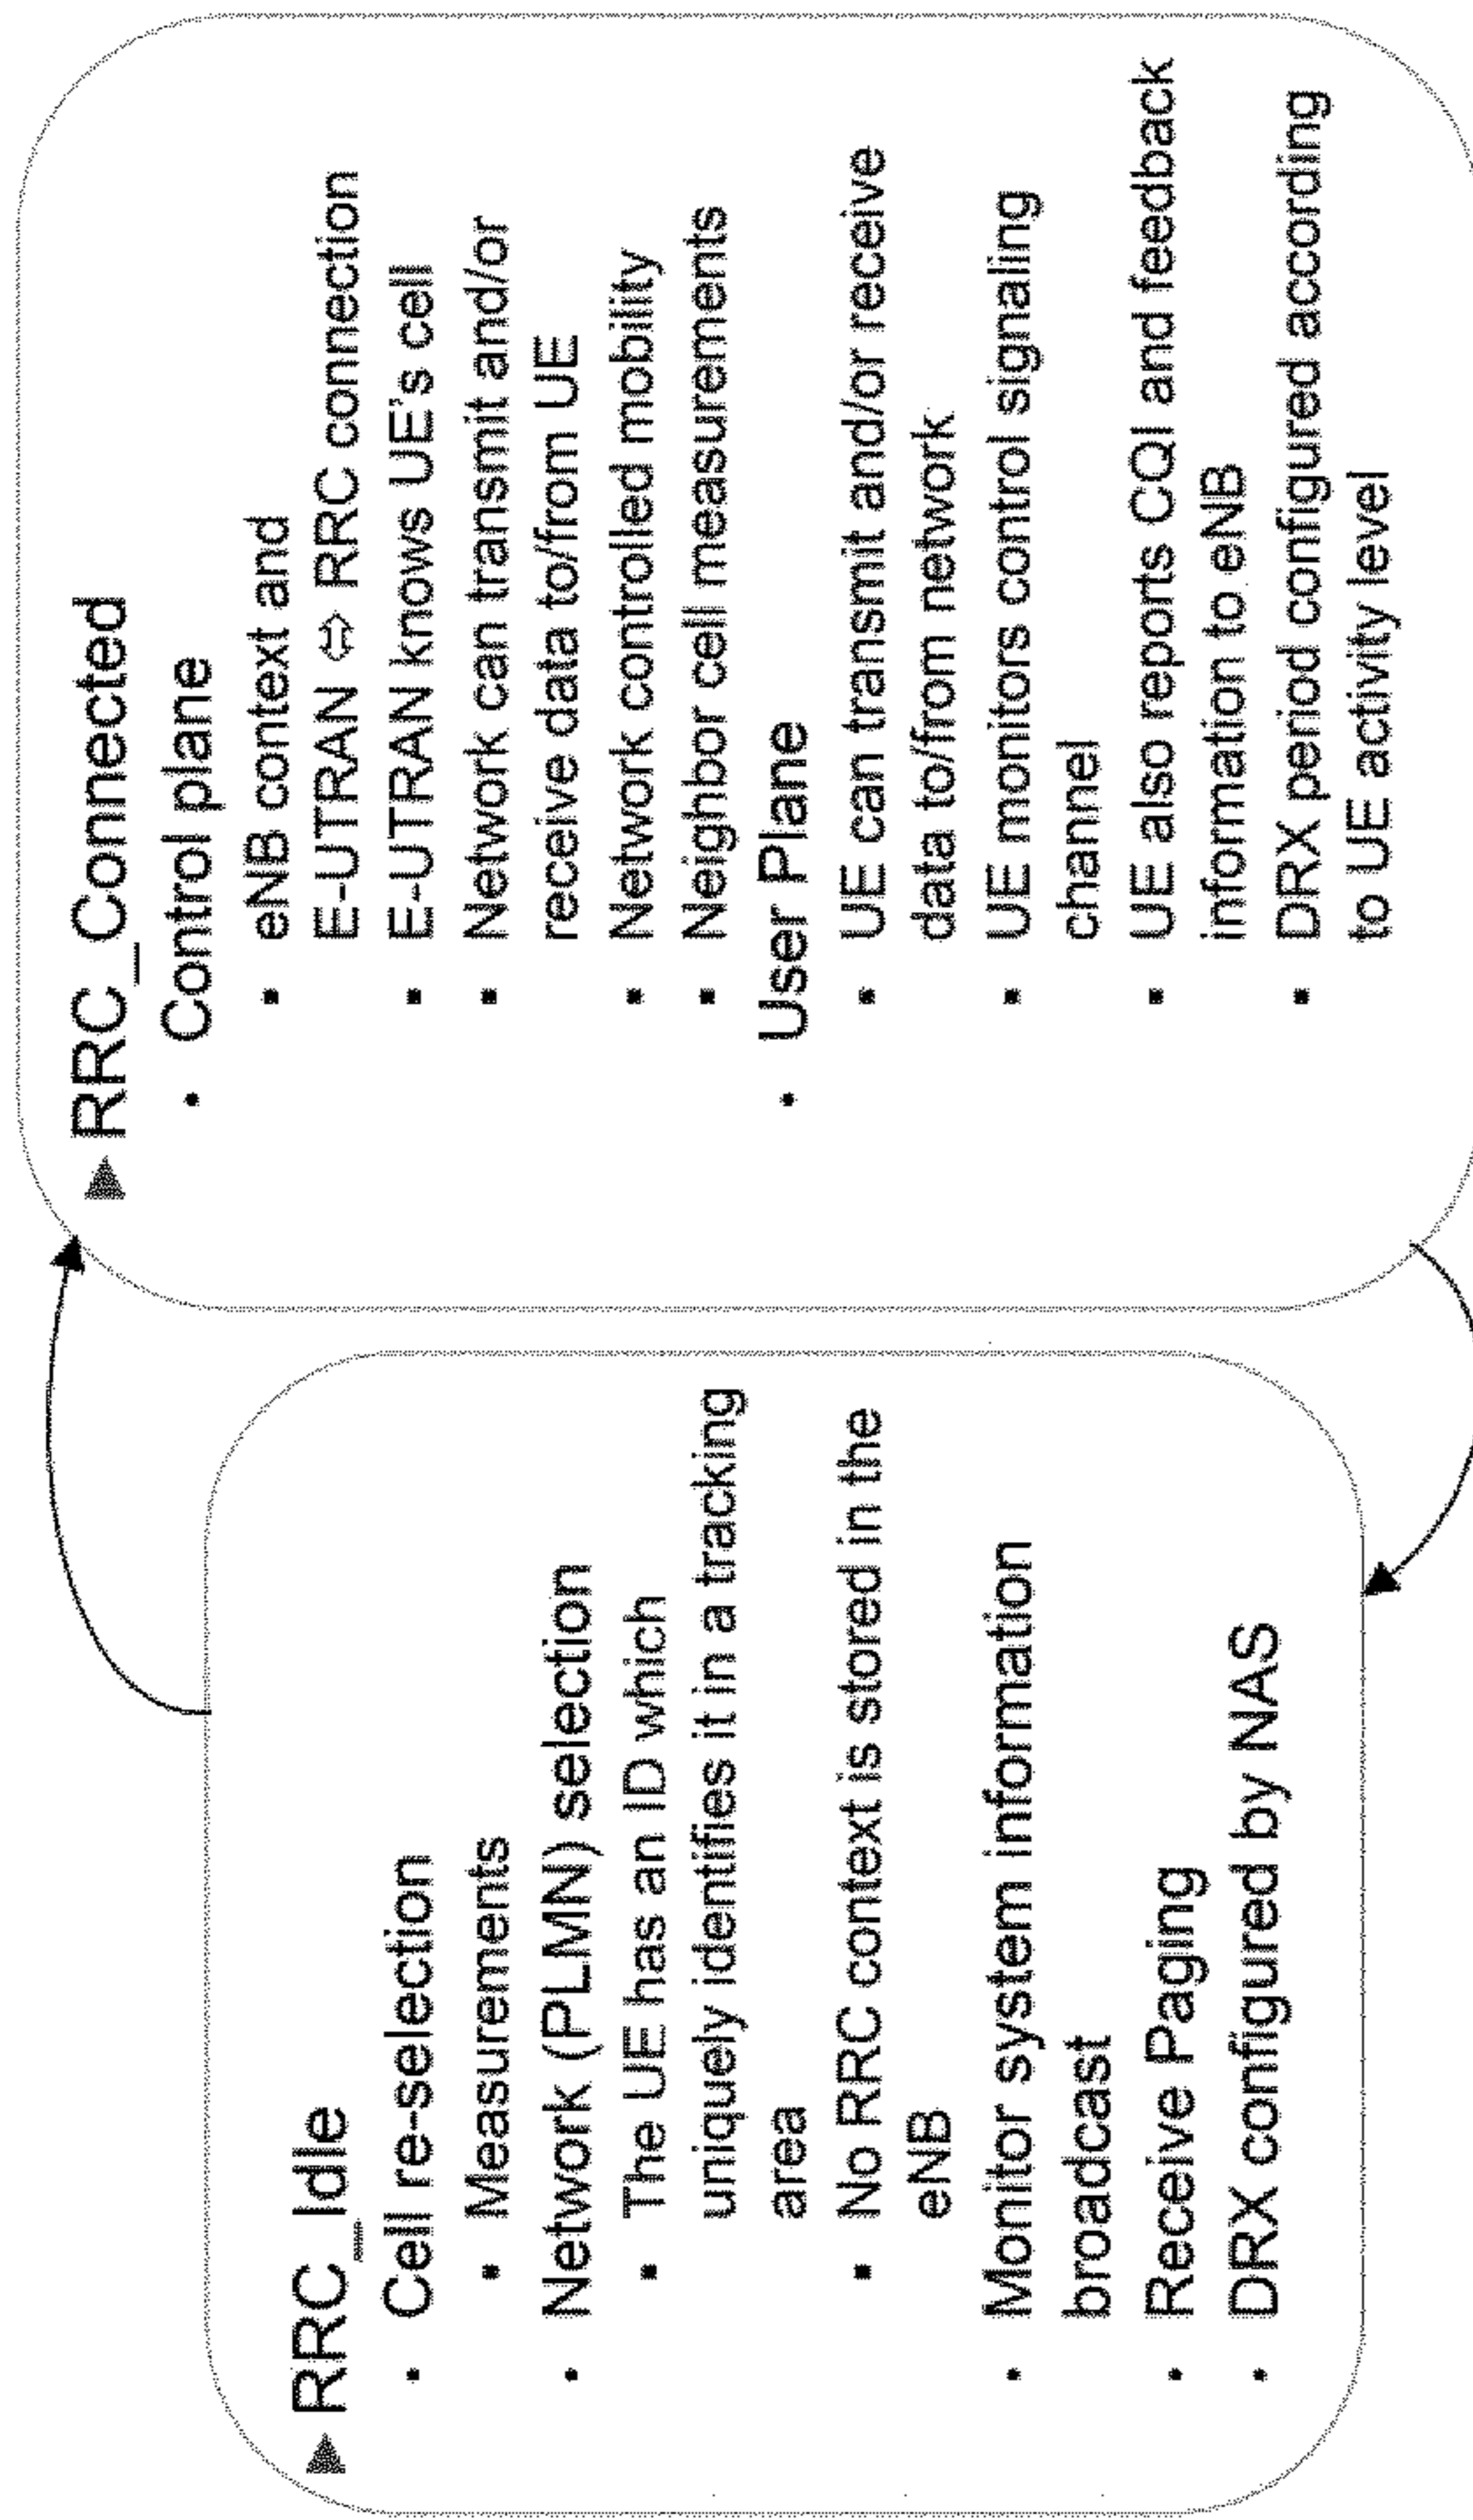 ▶ RRC_Idle
• Cell re-selection
▪ Measurements
• Network (PLMN) selection
▪ The UE has an ID which
uniquely identifies it in a tracking
area
▪ No RRC context is stored in the
eNB
• Monitor system information
broadcast
• Receive Paging
• DRX configured by NAS
▶ RRC_Connected
• Control plane
▪ eNB context and
E-UTRAN ⇔ RRC connection
▪ E-UTRAN knows UE's cell
▪ Network can transmit and/or
receive data to/from UE
▪ Network controlled mobility
▪ Neighbor cell measurements
• User Plane
▪ UE can transmit and/or receive
data to/from network
▪ UE monitors control signaling
channel
▪ UE also reports CQI and feedback
information to eNB
▪ DRX period configured according
to UE activity level